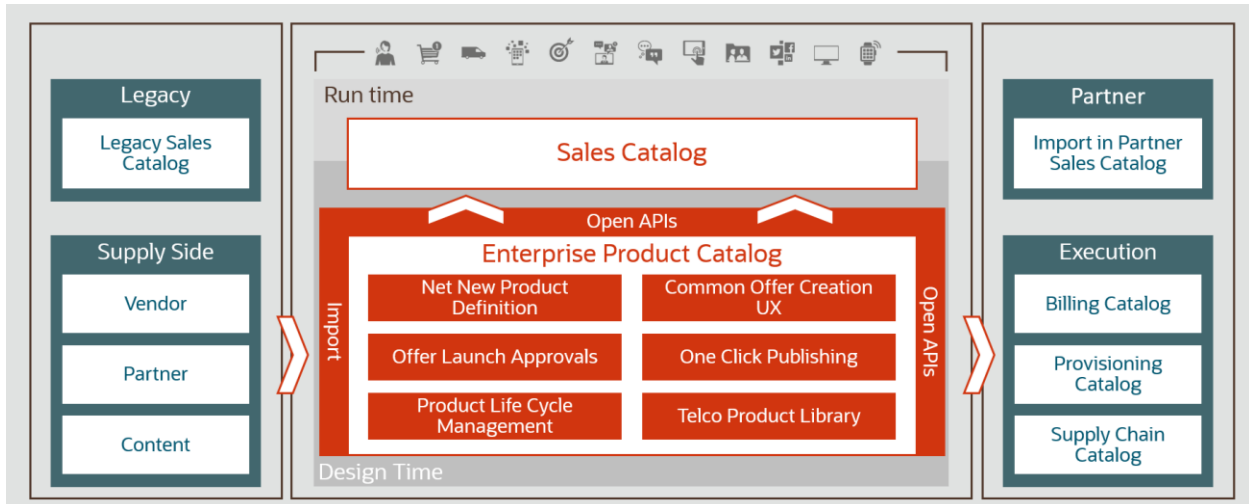 Legacy
Legacy Sales
Catalog
Supply Side
Vendor
Partner
Content
Run time
Sales Catalog
Open APIs
Import
Enterprise Product Catalog
Net New Product
Definition
Common Offer Creation
UX
Offer Launch Approvals
One Click Publishing
Product Life Cycle
Management
Telco Product Library
Open APIs
Design Time
Partner
Import in Partner
Sales Catalog
Execution
Billing Catalog
Provisioning
Catalog
Supply Chain
Catalog